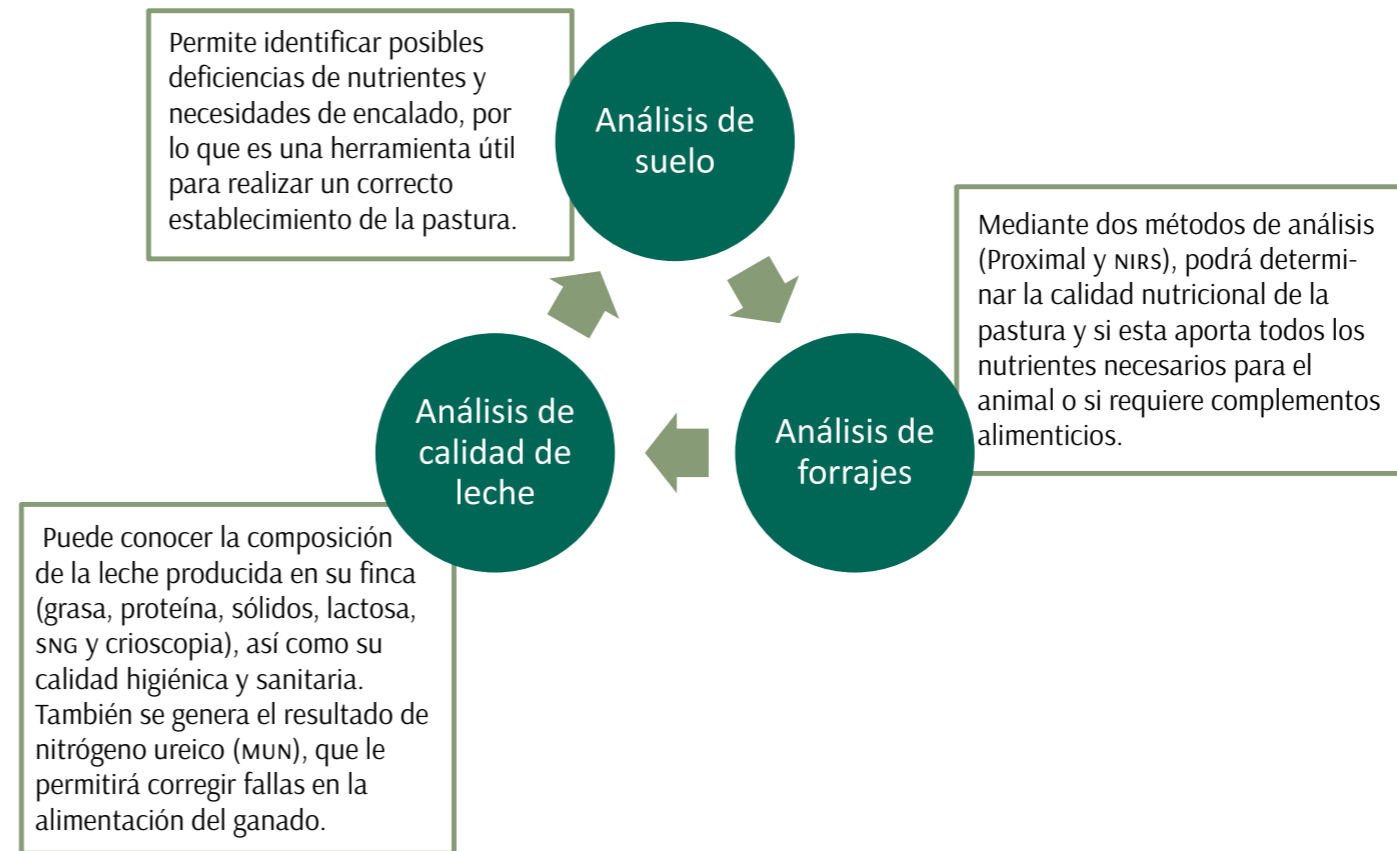 Permite identificar posibles
deficiencias de nutrientes y
necesidades de encalado, por
lo que es una herramienta útil
para realizar un correcto
establecimiento de la pastura.
Análisis de
suelo
Mediante dos métodos de análisis
(Proximal y NIRS), podrá determi-
nar la calidad nutricional de la
pastura y si esta aporta todos los
nutrientes necesarios para el
animal o si requiere complementos
alimenticios.
Análisis de
forrajes
Análisis de
calidad de
leche
Puede conocer la composición
de la leche producida en su finca
(grasa, proteína, sólidos, lactosa,
SNG y crioscopia), así como su
calidad higiénica y sanitaria.
También se genera el resultado de
nitrógeno ureico (MUN), que le
permitirá corregir fallas en la
alimentación del ganado.